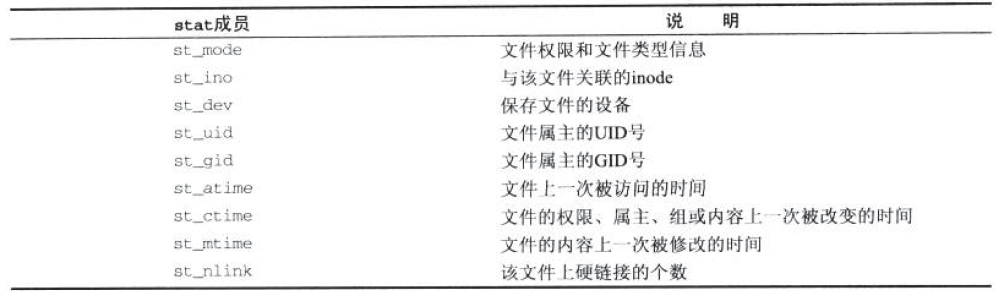 stat成员 说 明
st_mode 文件权限和文件类型信息
st_ino 与该文件关联的inode
st_dev 保存文件的设备
st_uid 文件属主的UID号
st_gid 文件属主的GID号
st_atime 文件上一次被访问的时间
st_ctime 文件的权限、属主、组或内容上一次被改变的时间
st_mtime 文件的内容上一次被修改的时间
st_nlink 该文件上硬链接的个数